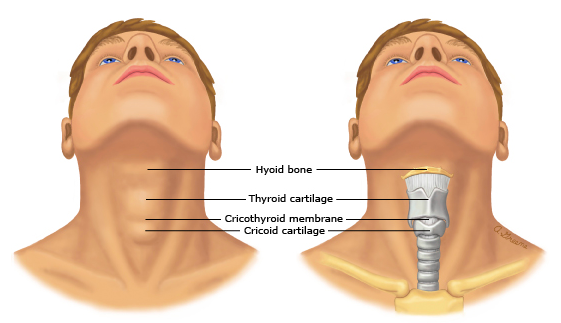 Hyoid bone
Thyroid cartilage
Cricothyroid membrane
Cricoid cartilage